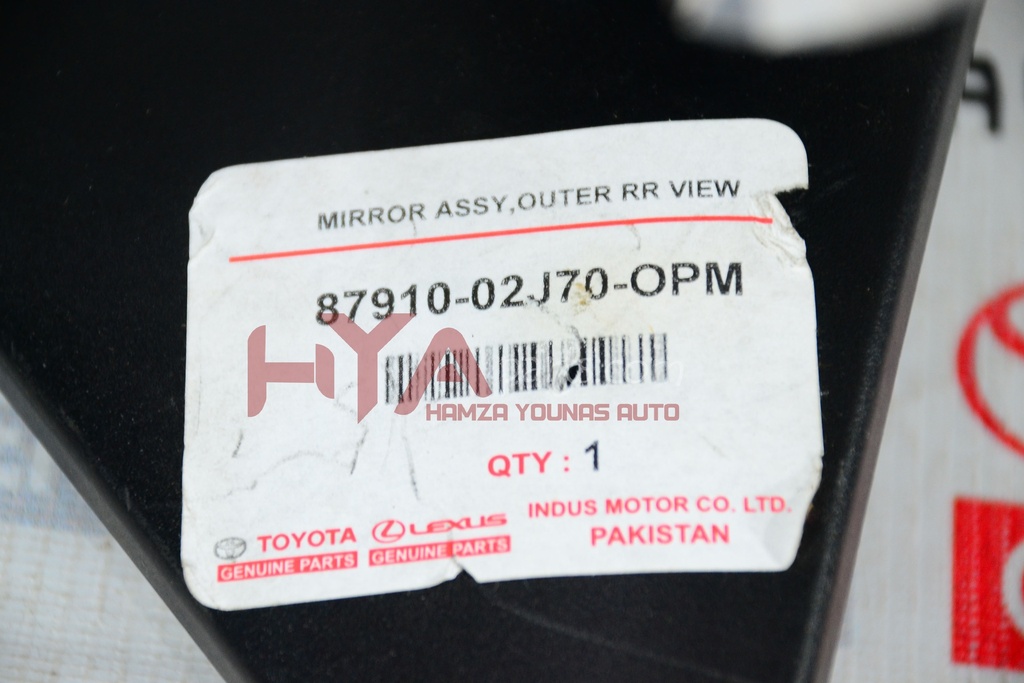 MIRROR ASSY,OUTER RR VIEW
87910-02J70-OPM
HYA
HAMZA YOUNAS AUTO
QTY : 1
TOYOTA
GENUINE PARTS
LEXUS
GENUINE PARTS
INDUS MOTOR CO. LTD.
PAKISTAN